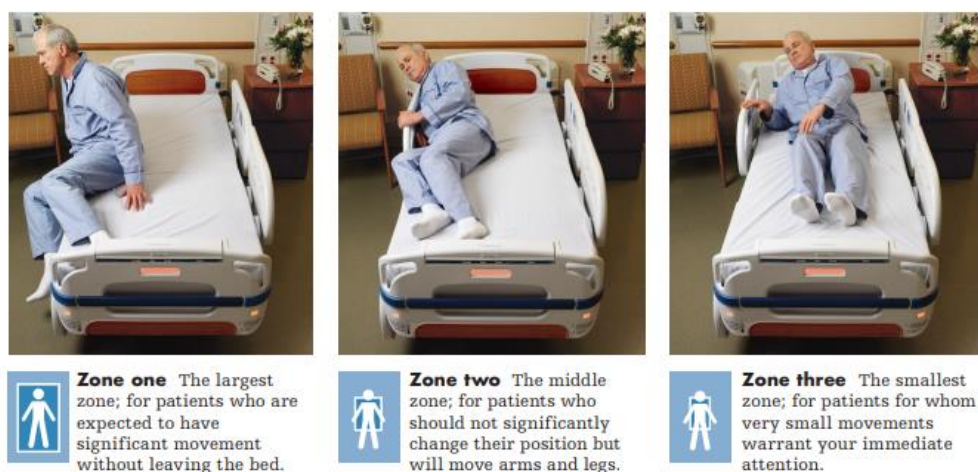 Zone one The largest
zone; for patients who are
expected to have
significant movement
without leaving the bed.
Zone two The middle
zone; for patients who
should not significantly
change their position but
will move arms and legs.
Zone three The smallest
zone; for patients for whom
very small movements
warrant your immediate
attention.